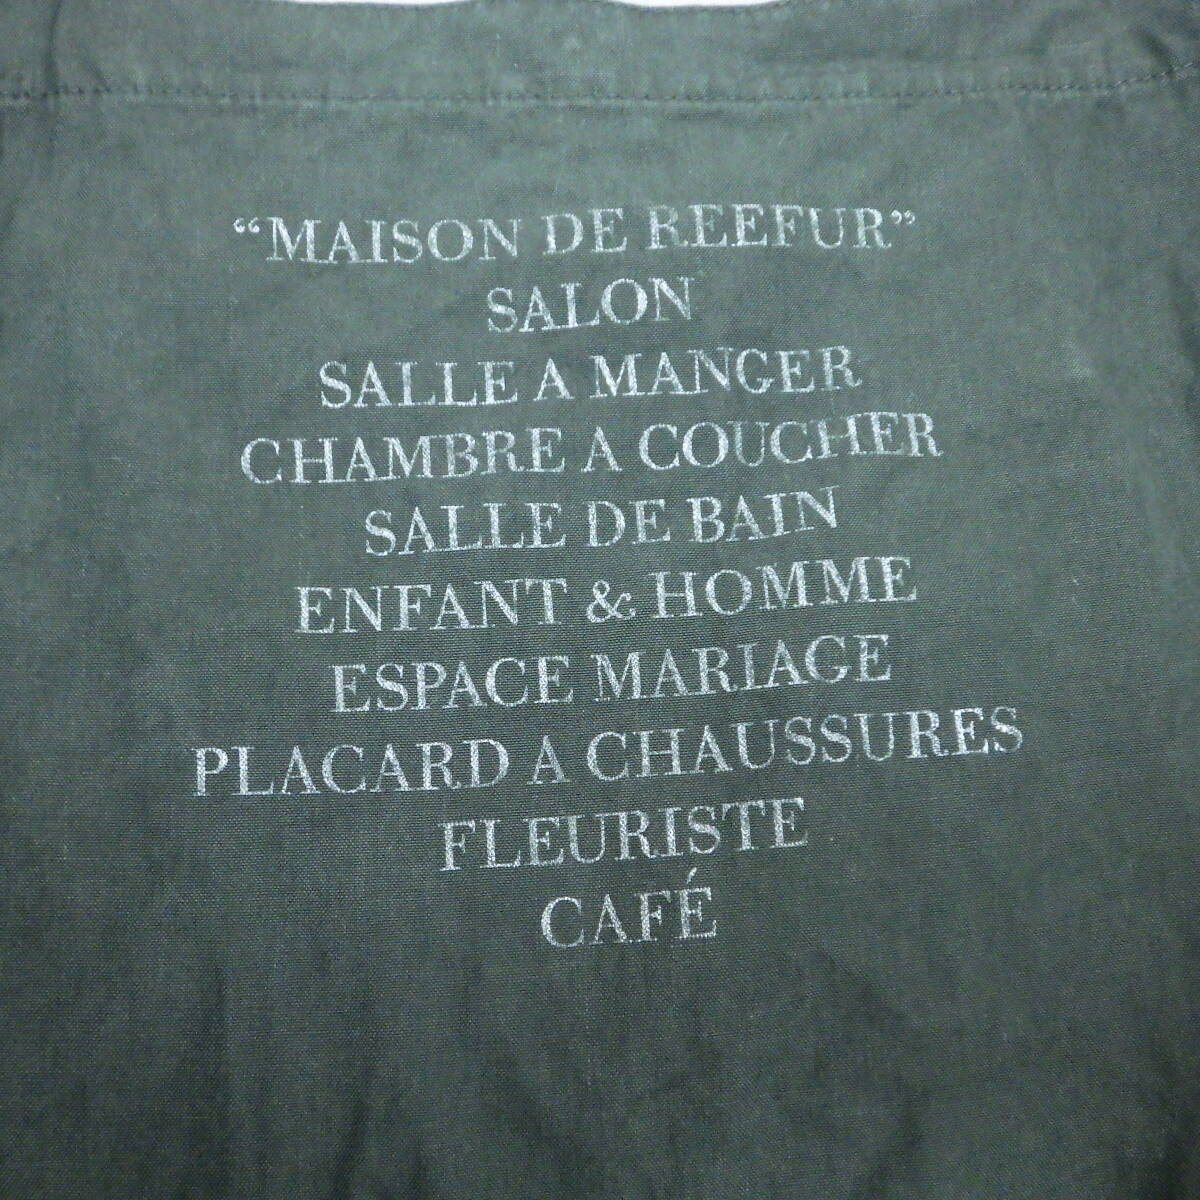 “MAISON DE REEFUR”
SALON
SALLE A MANGER
CHAMBRE A COUCHER
SALLE DE BAIN
ENFANT & HOMME
ESPACE MARIAGE
PLACARD A CHAUSSURES
FLEURISTE
CAFÉ